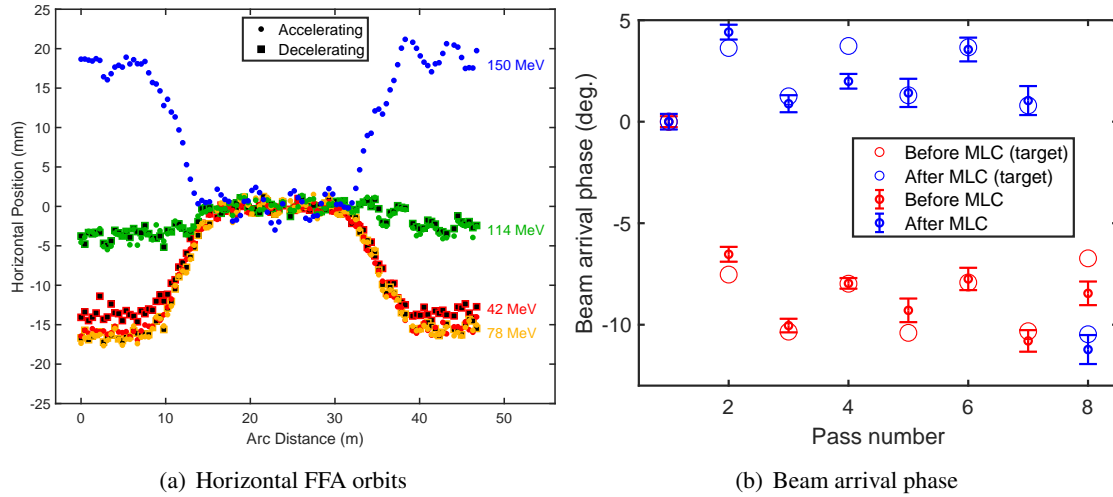 Accelerating
Decelerating
150 MeV
114 MeV
42 MeV
78 MeV
Horizontal Position (mm)
25
20
15
10
5
0
-5
-10
-15
-20
-25
0
10
20
30
40
50
Arc Distance (m)
(a) Horizontal FFA orbits
Beam arrival phase (deg.)
5
0
-5
-10
Before MLC (target)
After MLC (target)
Before MLC
After MLC
2
4
6
8
Pass number
(b) Beam arrival phase